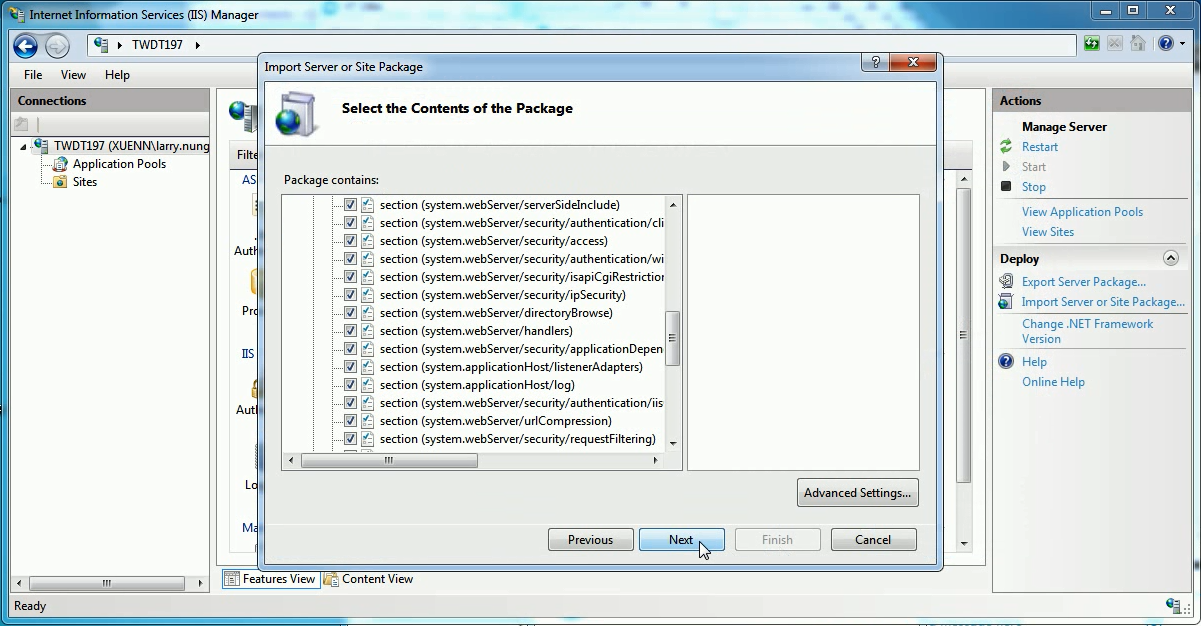 Internet Information Services (IIS) Manager
TWDT197
File View Help
Connections
TWDT197 (XUENN\larry.nung
Application Pools
Sites
Filte
AS
Auth
Pro
IIS
Auth
Lo
Ma
Import Server or Site Package
Select the Contents of the Package
Package contains:
section (system.webServer/serverSideInclude)
section (system.webServer/security/authentication/cli
section (system.webServer/security/access)
section (system.webServer/security/authentication/wi
section (system.webServer/security/isapiCgiRestriction
section (system.webServer/security/ipSecurity)
section (system.webServer/directoryBrowse)
section (system.webServer/handlers)
section (system.webServer/security/applicationDepen
section (system.applicationHost/listenerAdapters)
section (system.applicationHost/log)
section (system.webServer/security/authentication/iis
section (system.webServer/urlCompression)
section (system.webServer/security/requestFiltering)
Advanced Settings...
Previous Next Finish Cancel
Features View Content View
Actions
Manage Server
Restart
Start
Stop
View Application Pools
View Sites
Deploy
Export Server Package...
Import Server or Site Package...
Change .NET Framework
Version
Help
Online Help
Ready